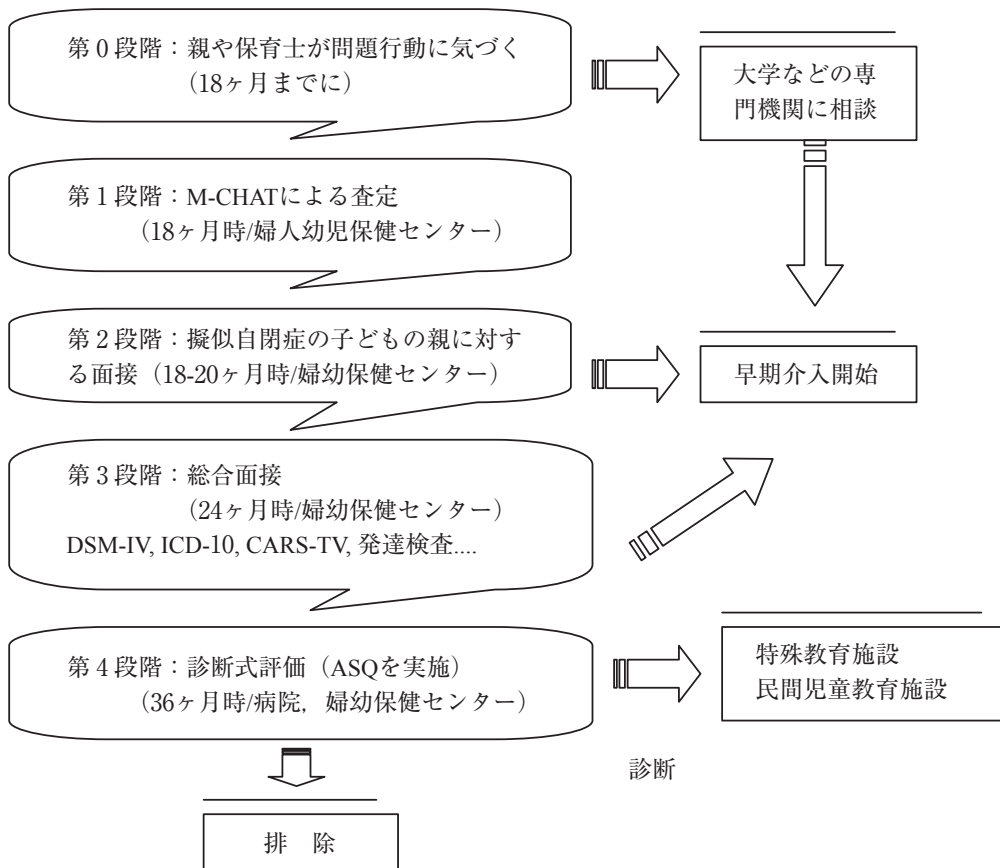 第０段階：親や保育士が問題行動に気づく
（18ヶ月までに）
大学などの専
門機関に相談
第１段階：M-CHATによる査定
（18ヶ月時/婦人幼児保健センター）
第２段階：擬似自閉症の子どもの親に対す
る面接（18-20ヶ月時/婦幼保健センター）
早期介入開始
第３段階：総合面接
（24ヶ月時/婦幼保健センター）
DSM-IV, ICD-10, CARS-TV, 発達検査....
第４段階：診断式評価（ASQを実施）
（36ヶ月時/病院，婦幼保健センター）
特殊教育施設
民間児童教育施設
診断
排　除